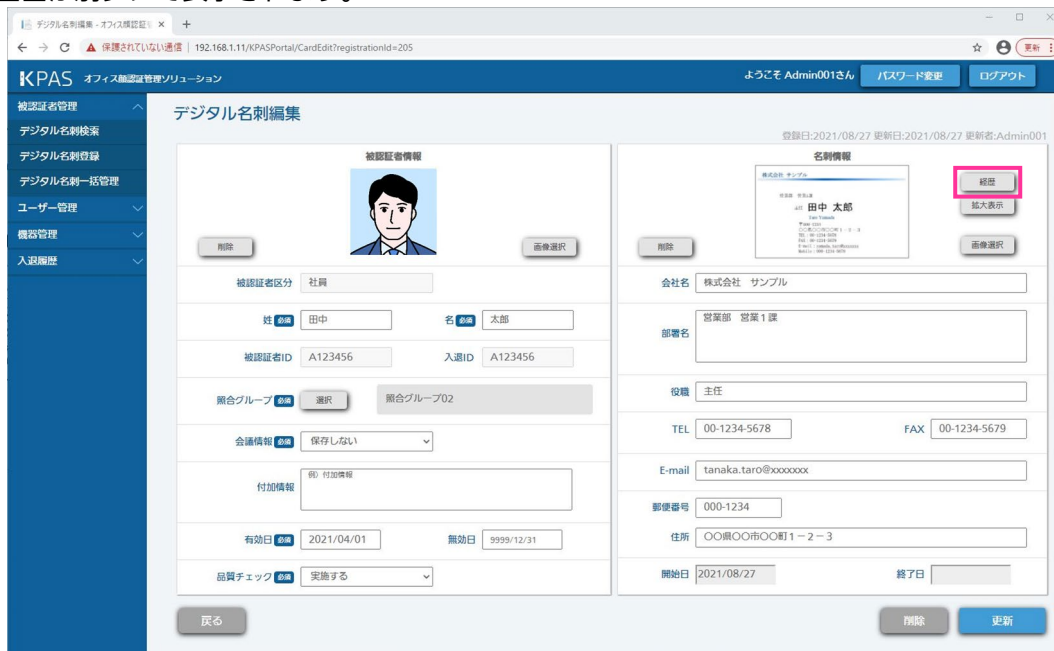 デジタル名刺編集 - オフィス顔認証
保護されていない通信 | 192.168.1.11/KPASPortal/CardEdit?registrationId=205
更新
KPAS オフィス顔認証管理ソリューション
ようこそ Admin001さん
パスワード変更
ログアウト
被認証者管理
デジタル名刺検索
デジタル名刺登録
デジタル名刺一括管理
ユーザー管理
機器管理
入退履歴
デジタル名刺編集
登録日:2021/08/27 更新日:2021/08/27 更新者:Admin001
被認証者情報
削除
画像選択
被認証者区分 社員
姓 必須 田中 名 必須 太郎
被認証者ID A123456 入退ID A123456
照合グループ 必須 選択 照合グループ02
会議情報 必須 保存しない
付加情報 例）付加情報
有効日 必須 2021/04/01 無効日 9999/12/31
品質チェック 必須 実施する
名刺情報
株式会社 サンプル
営業部 営業1課
主任 田中 太郎
経歴
拡大表示
削除
画像選択
会社名 株式会社 サンプル
部署名 営業部 営業1課
役職 主任
TEL 00-1234-5678 FAX 00-1234-5679
E-mail tanaka.taro@xxxxxxx
郵便番号 000-1234
住所 〇〇県〇〇市〇〇町1－2－3
開始日 2021/08/27 終了日
戻る
削除
更新